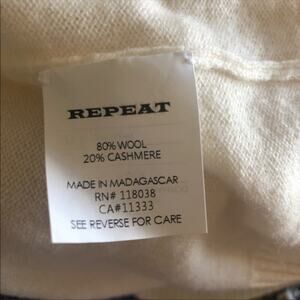 REPEAT
80% WOOL
20% CASHMERE
MADE IN MADAGASCAR
RN# 118038
CA#11333
SEE REVERSE FOR CARE